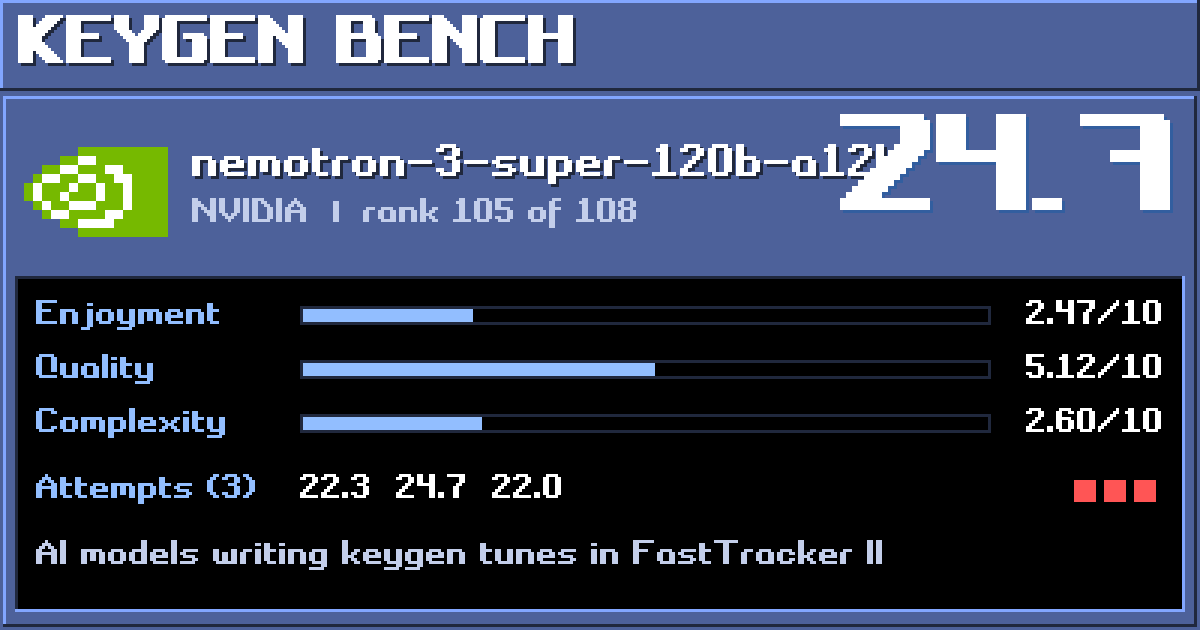 KEYGEN BENCH
nemotron-3-super-120b-a12
24.7
NVIDIA | rank 105 of 108
Enjoyment 2.47/10
Quality 5.12/10
Complexity 2.60/10
Attempts (3) 22.3 24.7 22.0
AI models writing keygen tunes in FastTracker II